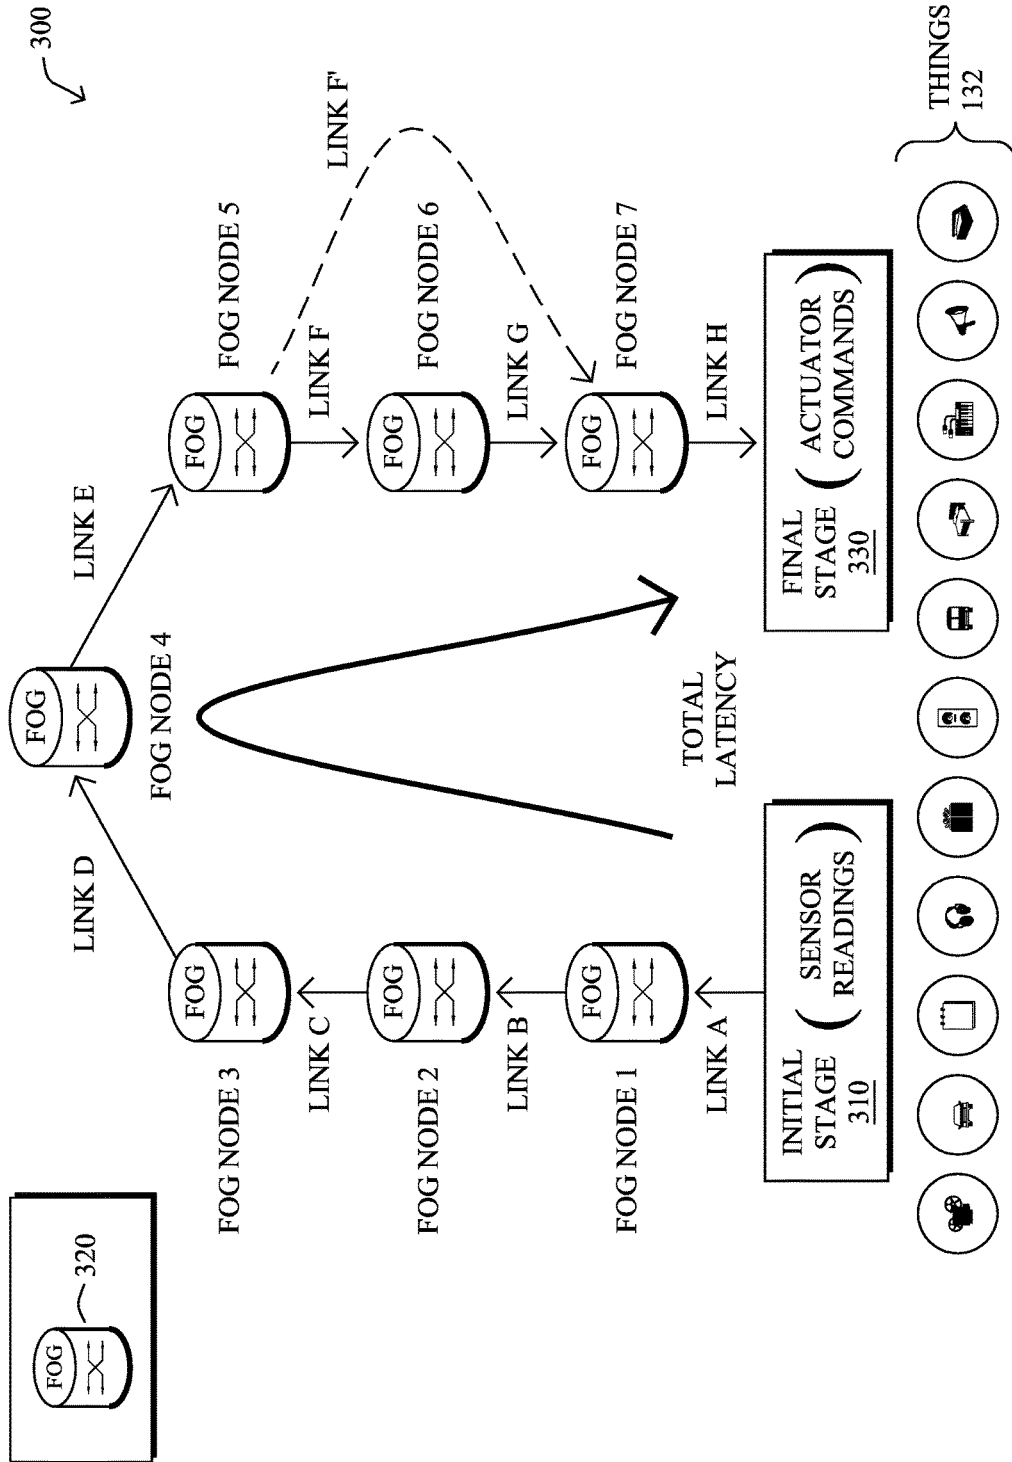 FOG
320
FOG
300
LINK D
LINK E
FOG NODE 4
FOG NODE 3
FOG
FOG
FOG NODE 5
LINK C
LINK F
LINK F'
FOG NODE 2
FOG
FOG
FOG NODE 6
LINK B
LINK G
FOG NODE 1
FOG
FOG
FOG NODE 7
LINK A
TOTAL
LATENCY
LINK H
INITIAL
STAGE
310
(SENSOR
READINGS)
FINAL
STAGE
330
(ACTUATOR
COMMANDS)
THINGS
132